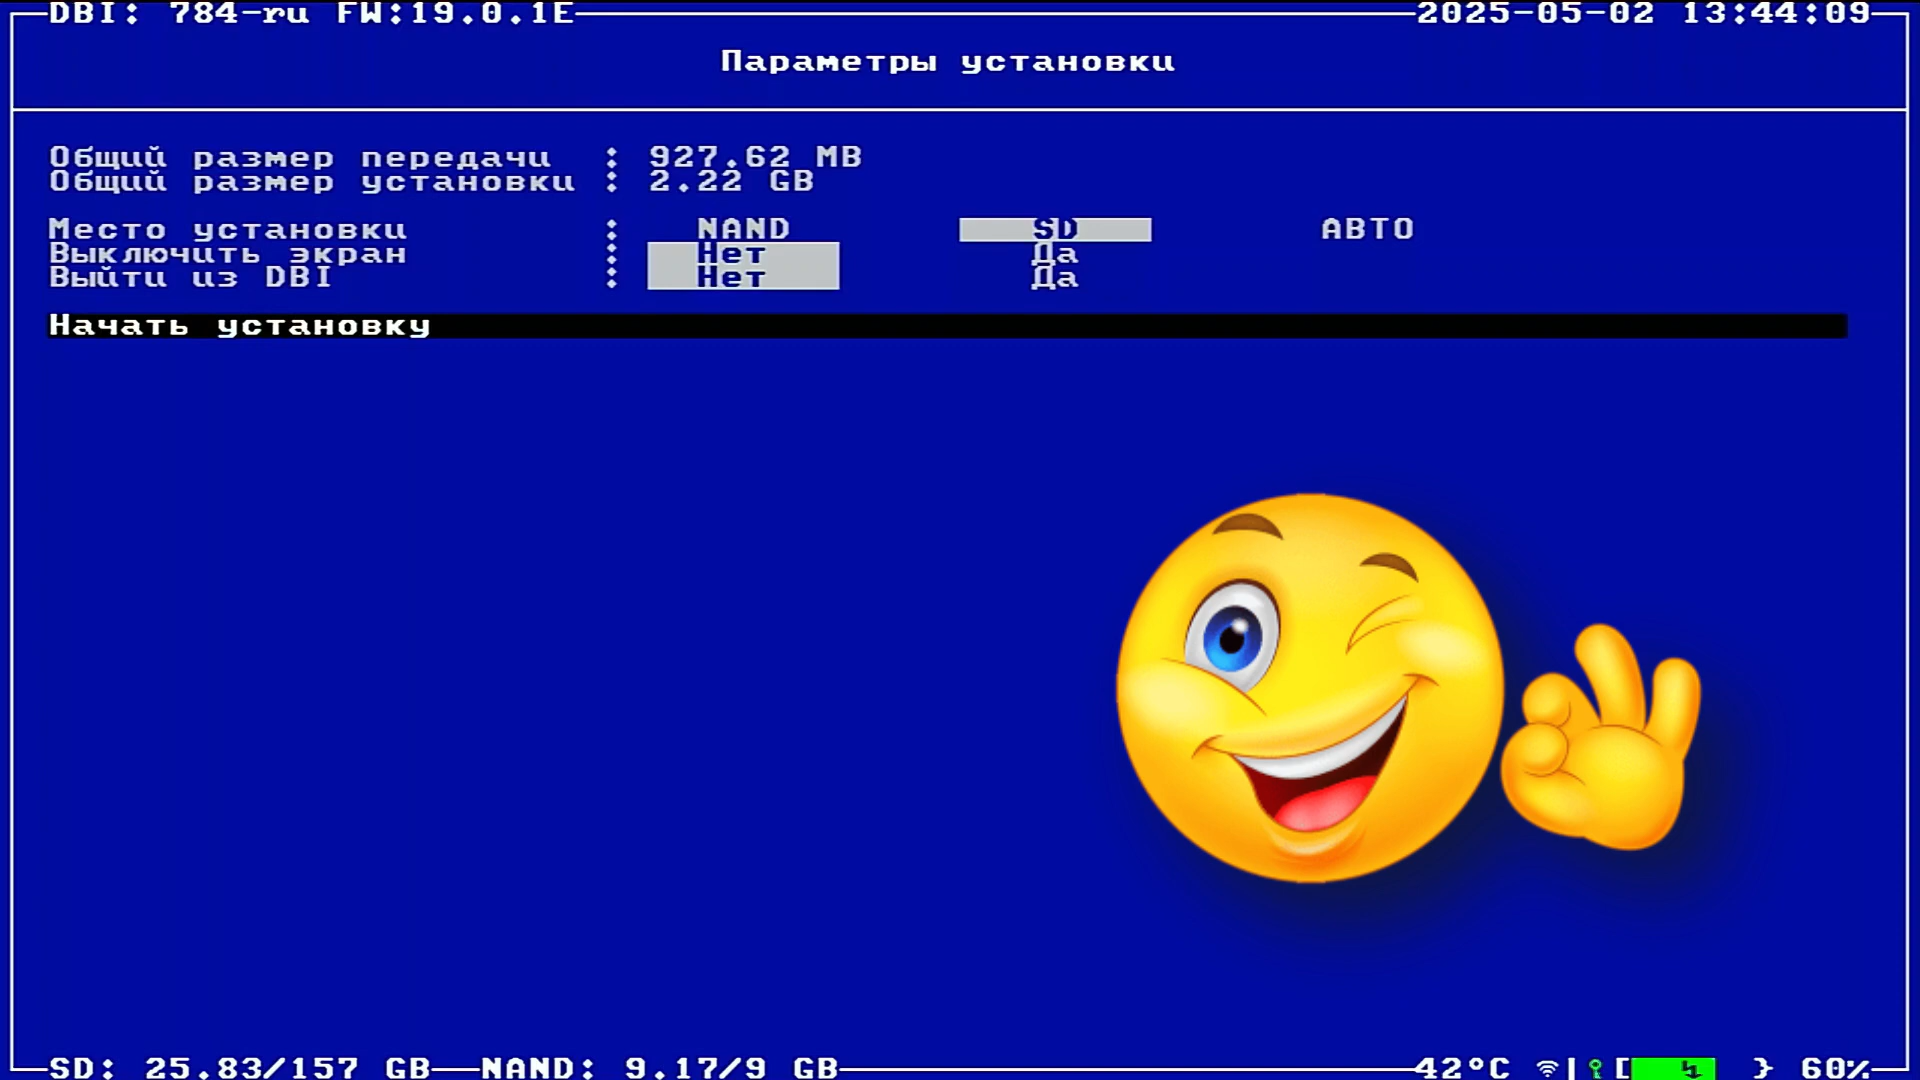 DBI: 784-ru FW:19.0.1E 2025-05-02 13:44:09
Параметры установки
Общий размер передачи : 927.62 MB
Общий размер установки : 2.22 GB
Место установки : NAND SD АВТО
Выключить экран : Нет Да
Выйти из DBI : Нет Да
Начать установку
SD: 25.83/157 GB NAND: 9.17/9 GB 42°C |[ } 60%